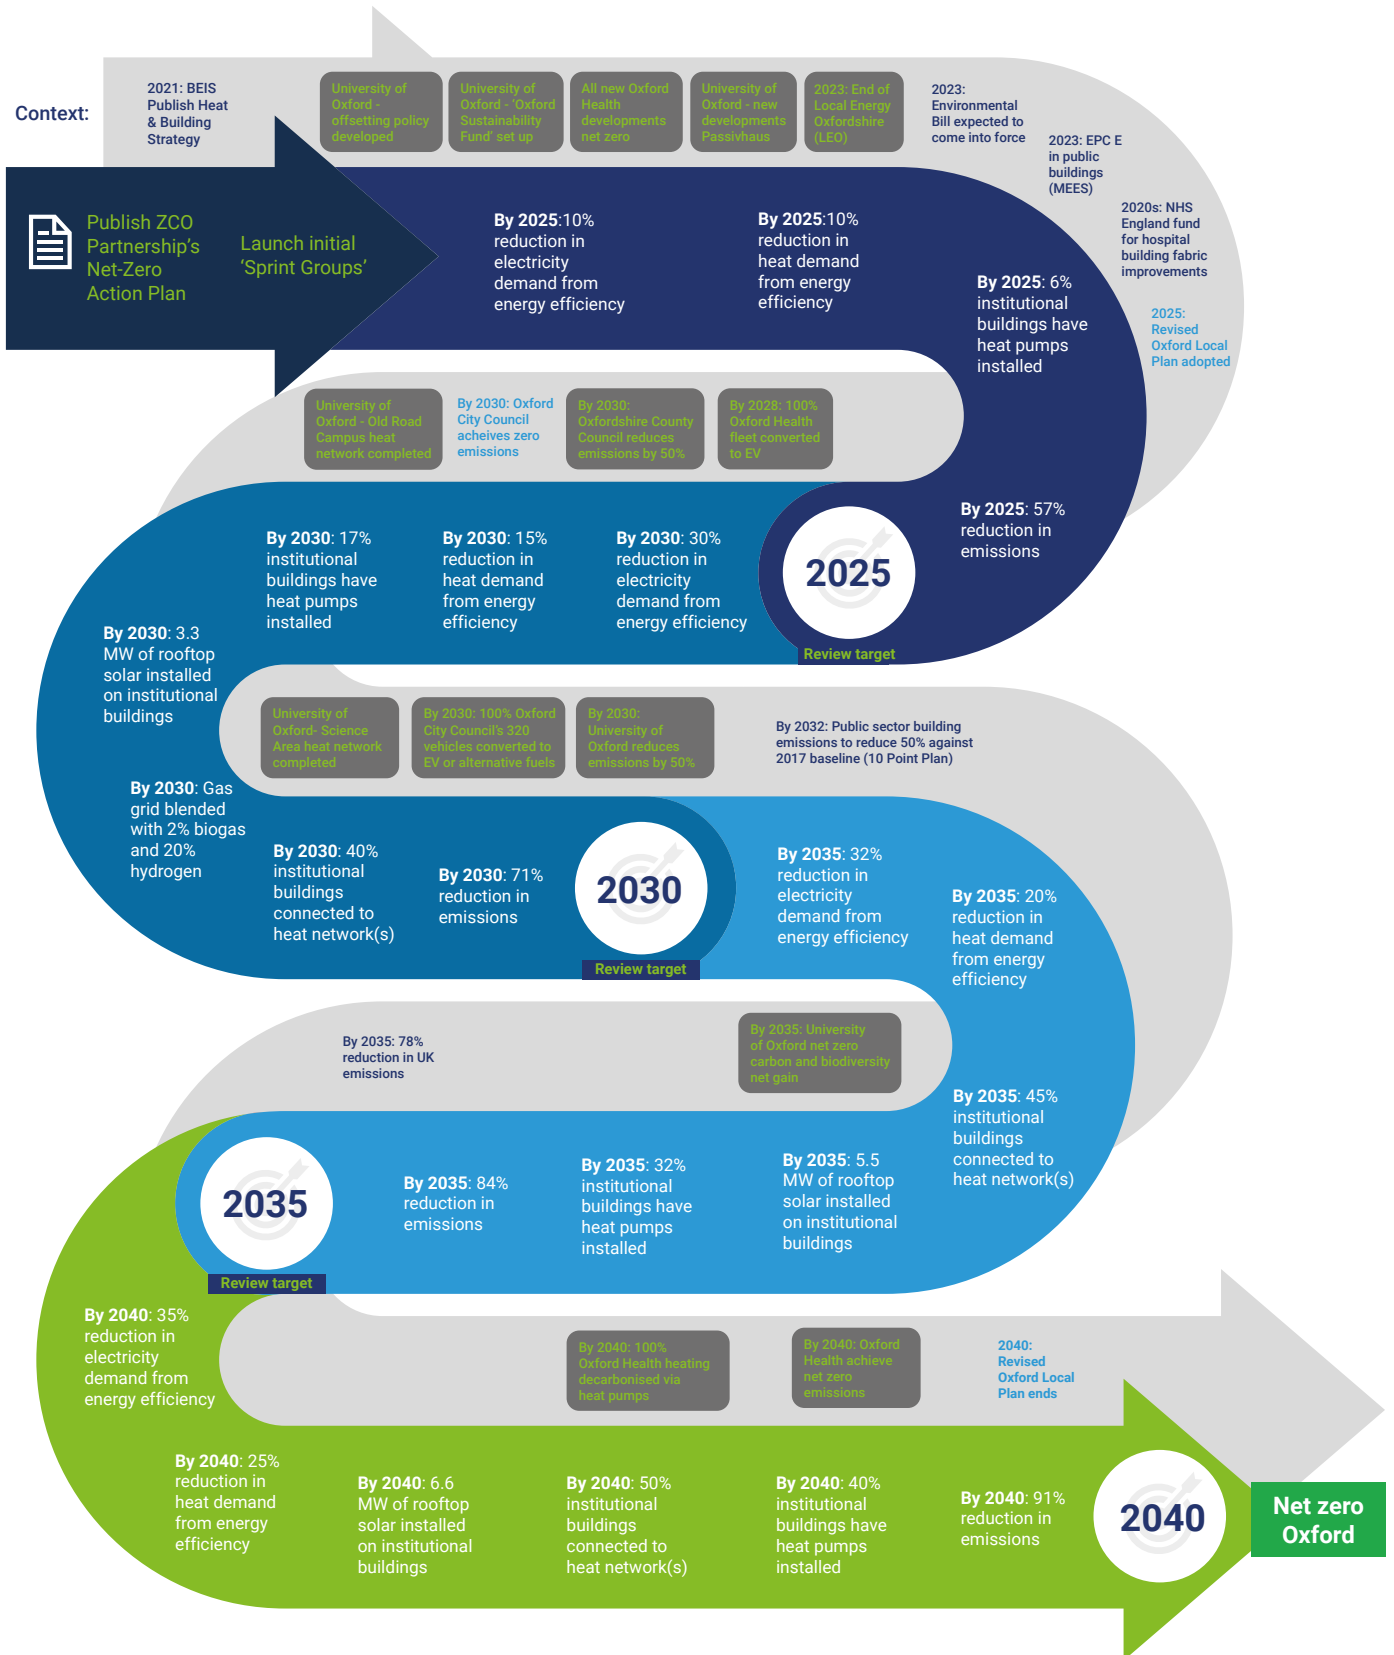 Context:
2021: BEIS
Publish Heat
& Building
Strategy
University of
Oxford -
offsetting policy
developed
University of
Oxford - ‘Oxford
Sustainability
Fund’ set up
All new Oxford
Health
developments
net zero
University of
Oxford - new
developments
Passivhaus
2023: End of
Local Energy
Oxfordshire
(LEO)
2023:
Environmental
Bill expected to
come into force
2023: EPC E
in public
buildings
(MEES)
2020s: NHS
England fund
for hospital
building fabric
improvements
2025:
Revised
Oxford Local
Plan adopted
Publish ZCO
Partnership’s
Net-Zero
Action Plan
Launch initial
‘Sprint Groups’
By 2025:10%
reduction in
electricity
demand from
energy efficiency
By 2025:10%
reduction in
heat demand
from energy
efficiency
By 2025: 6%
institutional
buildings have
heat pumps
installed
By 2025: 57%
reduction in
emissions
2025
Review target
University of
Oxford - Old Road
Campus heat
network completed
By 2030: Oxford
City Council
acheives zero
emissions
By 2030:
Oxfordshire County
Council reduces
emissions by 50%
By 2028: 100%
Oxford Health
fleet converted
to EV
By 2030: 30%
reduction in
electricity
demand from
energy efficiency
By 2030: 15%
reduction in
heat demand
from energy
efficiency
By 2030: 17%
institutional
buildings have
heat pumps
installed
By 2030: 3.3
MW of rooftop
solar installed
on institutional
buildings
By 2030: Gas
grid blended
with 2% biogas
and 20%
hydrogen
By 2030: 40%
institutional
buildings
connected to
heat network(s)
By 2030: 71%
reduction in
emissions
2030
Review target
University of
Oxford- Science
Area heat network
completed
By 2030: 100% Oxford
City Council’s 320
vehicles converted to
EV or alternative fuels
By 2030:
University of
Oxford reduces
emissions by 50%
By 2032: Public sector building
emissions to reduce 50% against
2017 baseline (10 Point Plan)
By 2035: 32%
reduction in
electricity
demand from
energy efficiency
By 2035: 20%
reduction in
heat demand
from energy
efficiency
By 2035: 45%
institutional
buildings
connected to
heat network(s)
By 2035: 5.5
MW of rooftop
solar installed
on institutional
buildings
By 2035: 32%
institutional
buildings have
heat pumps
installed
By 2035: 84%
reduction in
emissions
2035
Review target
By 2035: 78%
reduction in UK
emissions
By 2035: University
of Oxford net zero
carbon and biodiversity
net gain
By 2040: 35%
reduction in
electricity
demand from
energy efficiency
By 2040: 25%
reduction in
heat demand
from energy
efficiency
By 2040: 6.6
MW of rooftop
solar installed
on institutional
buildings
By 2040: 50%
institutional
buildings
connected to
heat network(s)
By 2040: 40%
institutional
buildings have
heat pumps
installed
By 2040: 91%
reduction in
emissions
2040
By 2040: 100%
Oxford Health heating
decarbonised via
heat pumps
By 2040: Oxford
Health achieve
net zero
emissions
2040:
Revised
Oxford Local
Plan ends
Net zero
Oxford